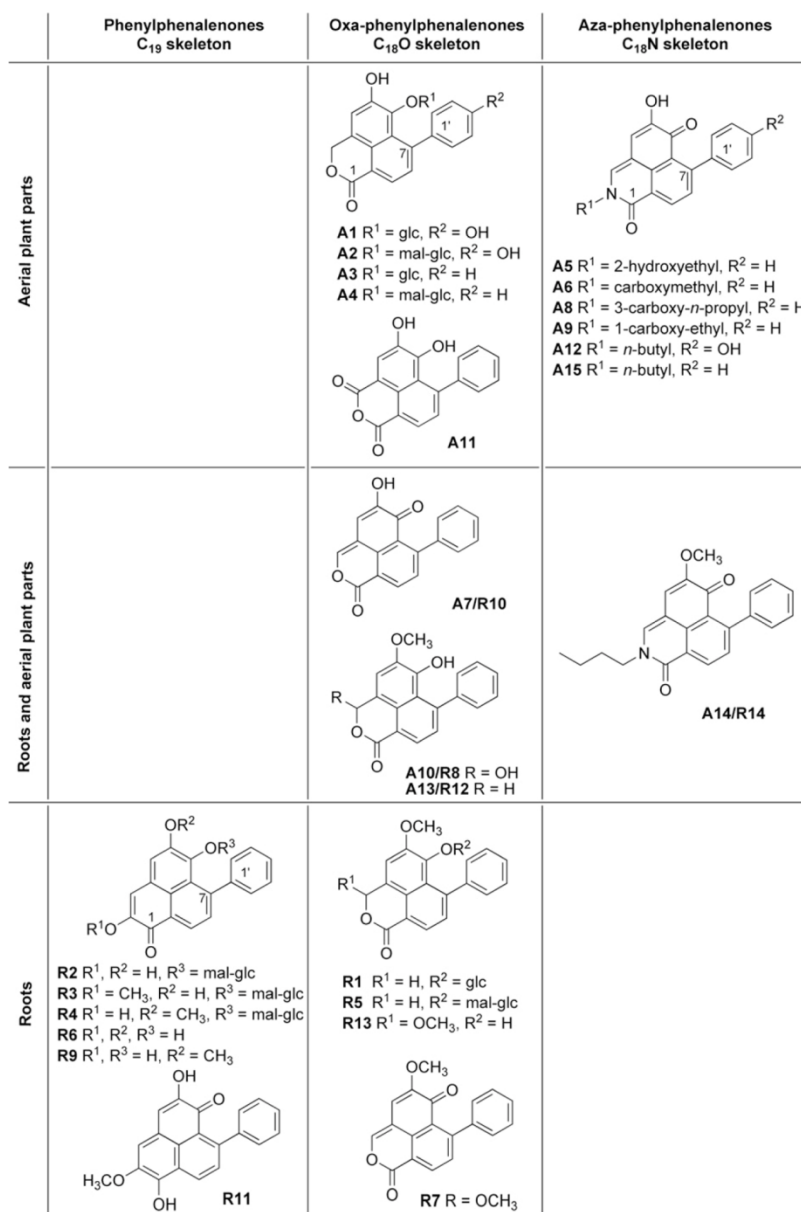 Phenylphenalenones
C19 skeleton
Oxa-phenylphenalenones
C18O skeleton
Aza-phenylphenalenones
C18N skeleton
Aerial plant parts
OH
OR¹
R²
1'
7
1
O
O
A1 R¹ = glc, R² = OH
A2 R¹ = mal-glc, R² = OH
A3 R¹ = glc, R² = H
A4 R¹ = mal-glc, R² = H
OH
OH
O
O
O
A11
OH
O
R²
1'
7
1
N
R¹
O
A5 R¹ = 2-hydroxyethyl, R² = H
A6 R¹ = carboxymethyl, R² = H
A8 R¹ = 3-carboxy-n-propyl, R² = H
A9 R¹ = 1-carboxy-ethyl, R² = H
A12 R¹ = n-butyl, R² = OH
A15 R¹ = n-butyl, R² = H
Roots and aerial plant parts
OH
O
O
O
A7/R10
OCH3
OH
R
O
O
A10/R8 R = OH
A13/R12 R = H
OCH3
O
N
O
A14/R14
Roots
OR²
OR³
1'
7
1
R¹O
O
R2 R¹, R² = H, R³ = mal-glc
R3 R¹ = CH3, R² = H, R³ = mal-glc
R4 R¹ = H, R² = CH3, R³ = mal-glc
R6 R¹, R², R³ = H
R9 R¹, R³ = H, R² = CH3
OH
O
H3CO
OH
R11
OCH3
OR²
R¹
O
O
R1 R¹ = H, R² = glc
R5 R¹ = H, R² = mal-glc
R13 R¹ = OCH3, R² = H
OCH3
O
O
O
R7 R = OCH3